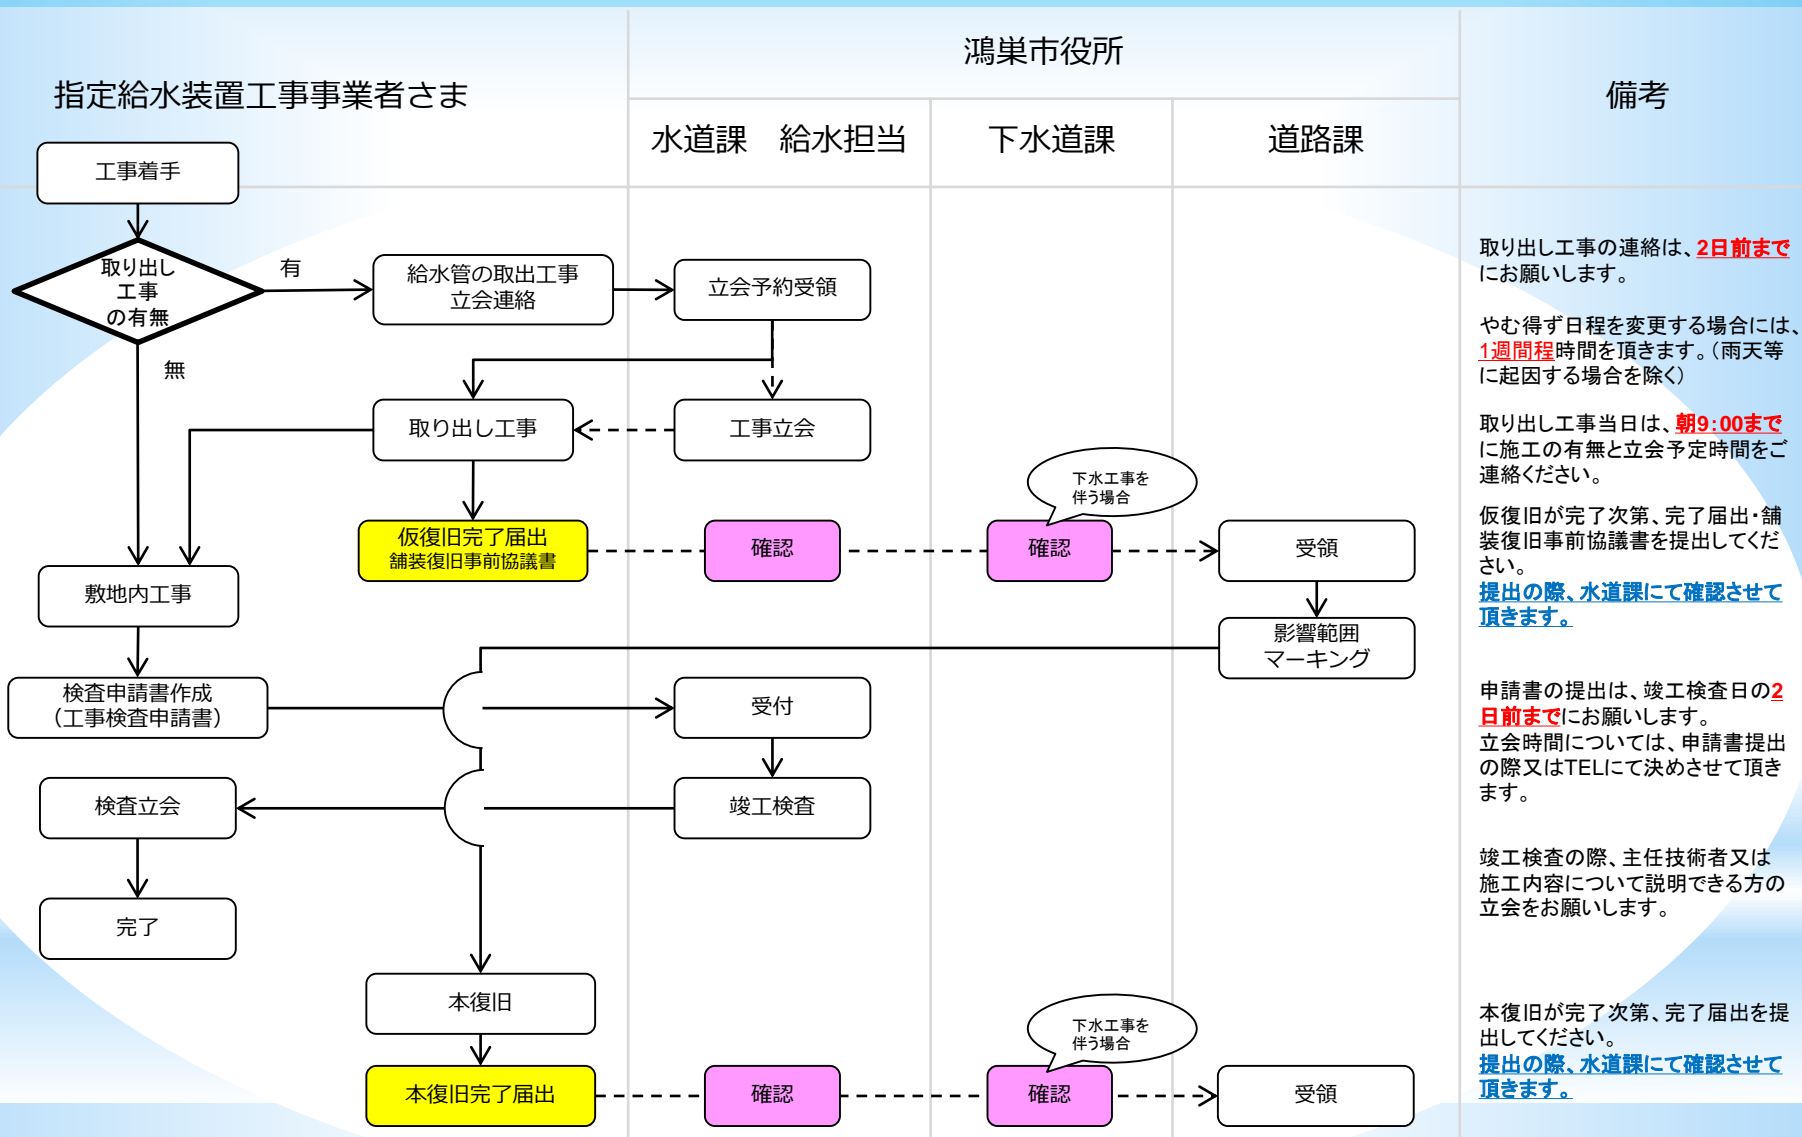 指定給水装置工事事業者さま
鴻巣市役所
水道課　給水担当
下水道課
道路課
備考
工事着手
取り出し
工事
の有無
有
無
給水管の取出工事
立会連絡
立会予約受領
取り出し工事
工事立会
下水工事を
伴う場合
仮復旧完了届出
舗装復旧事前協議書
確認
確認
受領
敷地内工事
影響範囲
マーキング
検査申請書作成
（工事検査申請書）
受付
検査立会
竣工検査
完了
本復旧
下水工事を
伴う場合
本復旧完了届出
確認
確認
受領
取り出し工事の連絡は、2日前まで
にお願いします。
やむ得ず日程を変更する場合には、
1週間程時間を頂きます。（雨天等
に起因する場合を除く）
取り出し工事当日は、朝9：00まで
に施工の有無と立会予定時間をご
連絡ください。
仮復旧が完了次第、完了届出・舗
装復旧事前協議書を提出してくだ
さい。
提出の際、水道課にて確認させて
頂きます。
申請書の提出は、竣工検査日の2
日前までにお願いします。
立会時間については、申請書提出
の際又はTELにて決めさせて頂き
ます。
竣工検査の際、主任技術者又は
施工内容について説明できる方の
立会をお願いします。
本復旧が完了次第、完了届出を提
出してください。
提出の際、水道課にて確認させて
頂きます。